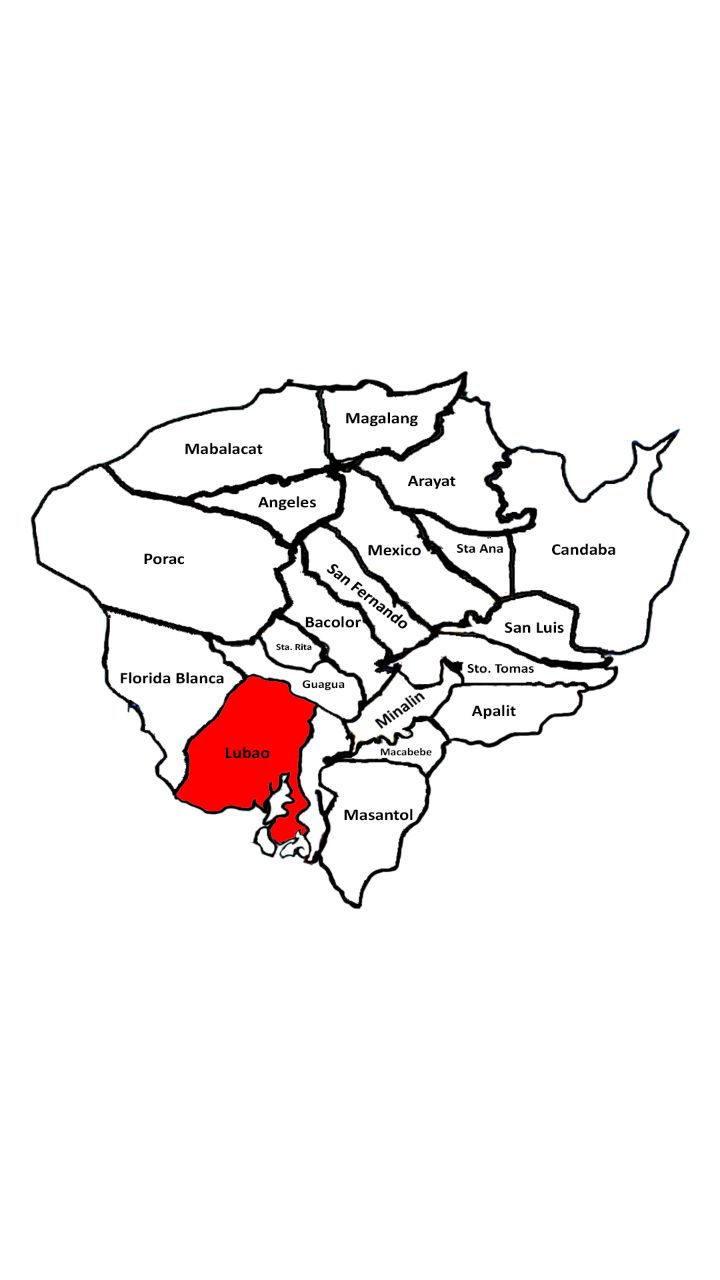 Magalang
Mabalacat
Arayat
Angeles
Mexico
Sta Ana
Candaba
Porac
San Fernando
Bacolor
San Luis
Sta. Rita
Sto. Tomas
Florida Blanca
Guagua
Minalin
Apalit
Lubao
Macabebe
Masantol